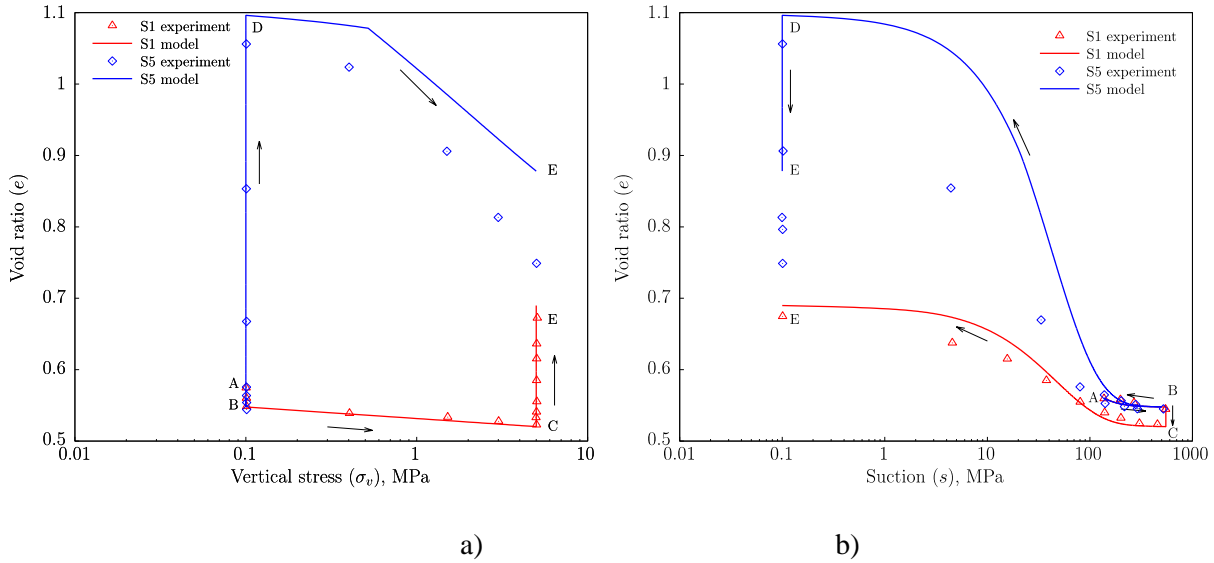 1.1
1
0.9
0.8
0.7
0.6
0.5
0.01
0.1
1
10
Void ratio (e)
Vertical stress (σv), MPa
S1 experiment
S1 model
S5 experiment
S5 model
D
E
E
A
B
C
a)
1.1
1
0.9
0.8
0.7
0.6
0.5
0.01
0.1
1
10
100
1000
Void ratio (e)
Suction (s), MPa
S1 experiment
S1 model
S5 experiment
S5 model
D
E
E
A
B
C
b)